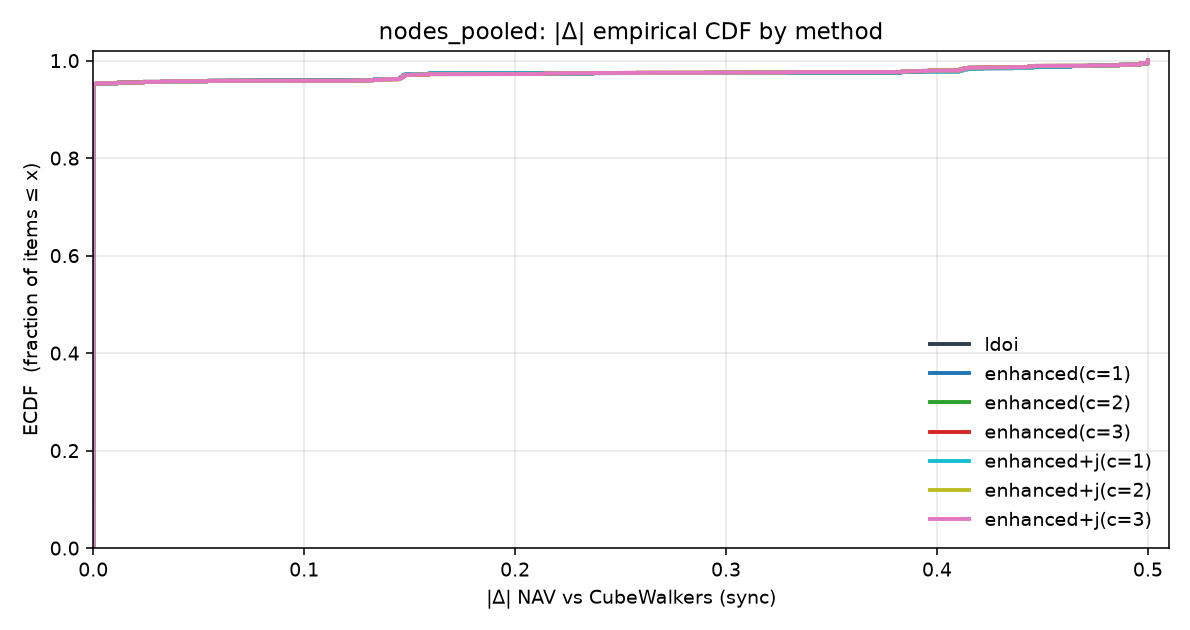 nodes_pooled: |Δ| empirical CDF by method
ECDF  (fraction of items ≤ x)
1.0
0.8
0.6
0.4
0.2
0.0
ldoi
enhanced(c=1)
enhanced(c=2)
enhanced(c=3)
enhanced+j(c=1)
enhanced+j(c=2)
enhanced+j(c=3)
0.0 0.1 0.2 0.3 0.4 0.5
|Δ| NAV vs CubeWalkers (sync)